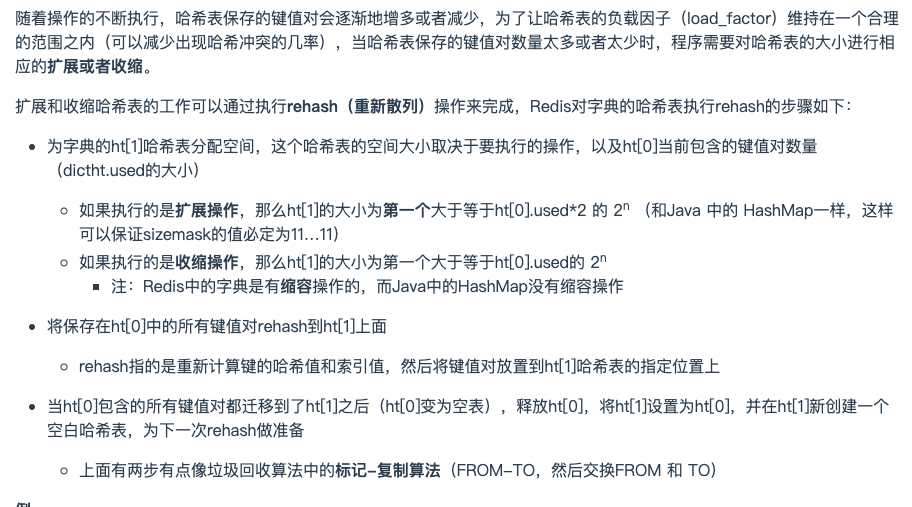 随着操作的不断执行，哈希表保存的键值对会逐渐地增多或者减少，为了让哈希表的负载因子（load_factor）维持在一个合理
的范围之内（可以减少出现哈希冲突的几率），当哈希表保存的键值对数量太多或者太少时，程序需要对哈希表的大小进行相
应的扩展或者收缩。
扩展和收缩哈希表的工作可以通过执行rehash（重新散列）操作来完成，Redis对字典的哈希表执行rehash的步骤如下：
为字典的ht[1]哈希表分配空间，这个哈希表的空间大小取决于要执行的操作，以及ht[0]当前包含的键值对数量
（dictht.used的大小）
如果执行的是扩展操作，那么ht[1]的大小为第一个大于等于ht[0].used*2 的 2ⁿ （和Java 中的 HashMap一样，这样
可以保证sizemask的值必定为11…11）
如果执行的是收缩操作，那么ht[1]的大小为第一个大于等于ht[0].used的 2ⁿ
注：Redis中的字典是有缩容操作的，而Java中的HashMap没有缩容操作
将保存在ht[0]中的所有键值对rehash到ht[1]上面
rehash指的是重新计算键的哈希值和索引值，然后将键值对放置到ht[1]哈希表的指定位置上
当ht[0]包含的所有键值对都迁移到了ht[1]之后（ht[0]变为空表），释放ht[0]，将ht[1]设置为ht[0]，并在ht[1]新创建一个
空白哈希表，为下一次rehash做准备
上面有两步有点像垃圾回收算法中的标记–复制算法（FROM–TO，然后交换FROM 和 TO）